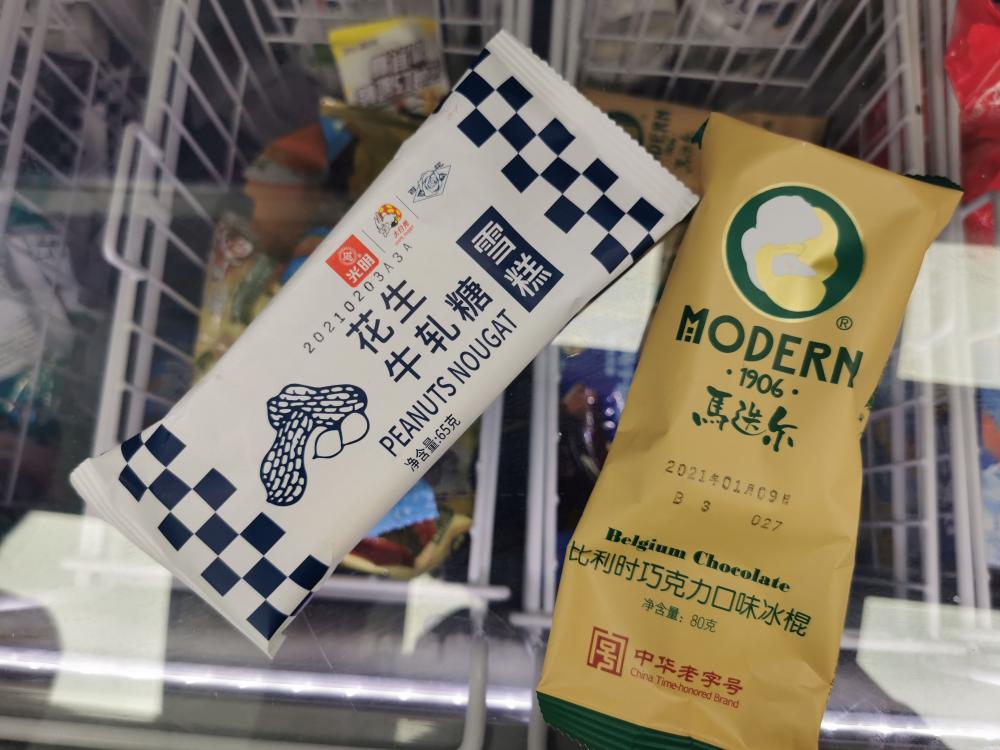 光明
大白兔
20210203A3A
花生
牛轧糖
雪糕
PEANUTS NOUGAT
净含量:65克
MODERN
®
·1906·
馬迭尔
2021年01月09日
B 3 027
Belgium Chocolate
比利时巧克力口味冰棍
净含量: 80克
中华老字号
China Time-honored Brand